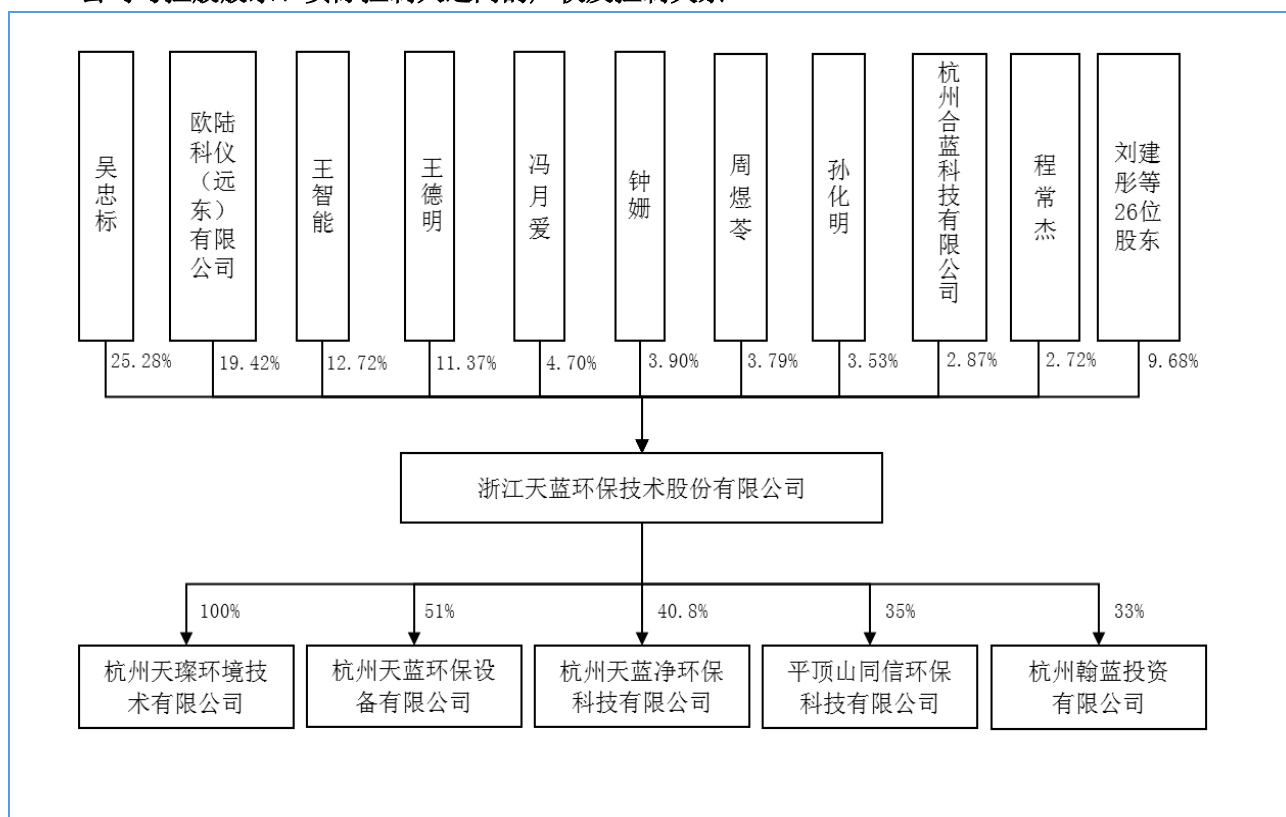 吴忠标
欧陆
科仪
（远
东）
有限
公司
王智能
王德明
冯月爱
钟姗
周煜苓
孙化明
杭州合蓝科技有限公司
程常杰
刘建
彤等
26位
股东
25.28%
19.42%
12.72%
11.37%
4.70%
3.90%
3.79%
3.53%
2.87%
2.72%
9.68%
浙江天蓝环保技术股份有限公司
100%
51%
40.8%
35%
33%
杭州天璨环境技
术有限公司
杭州天蓝环保设
备有限公司
杭州天蓝净环保
科技有限公司
平顶山同信环保
科技有限公司
杭州翰蓝投资
有限公司